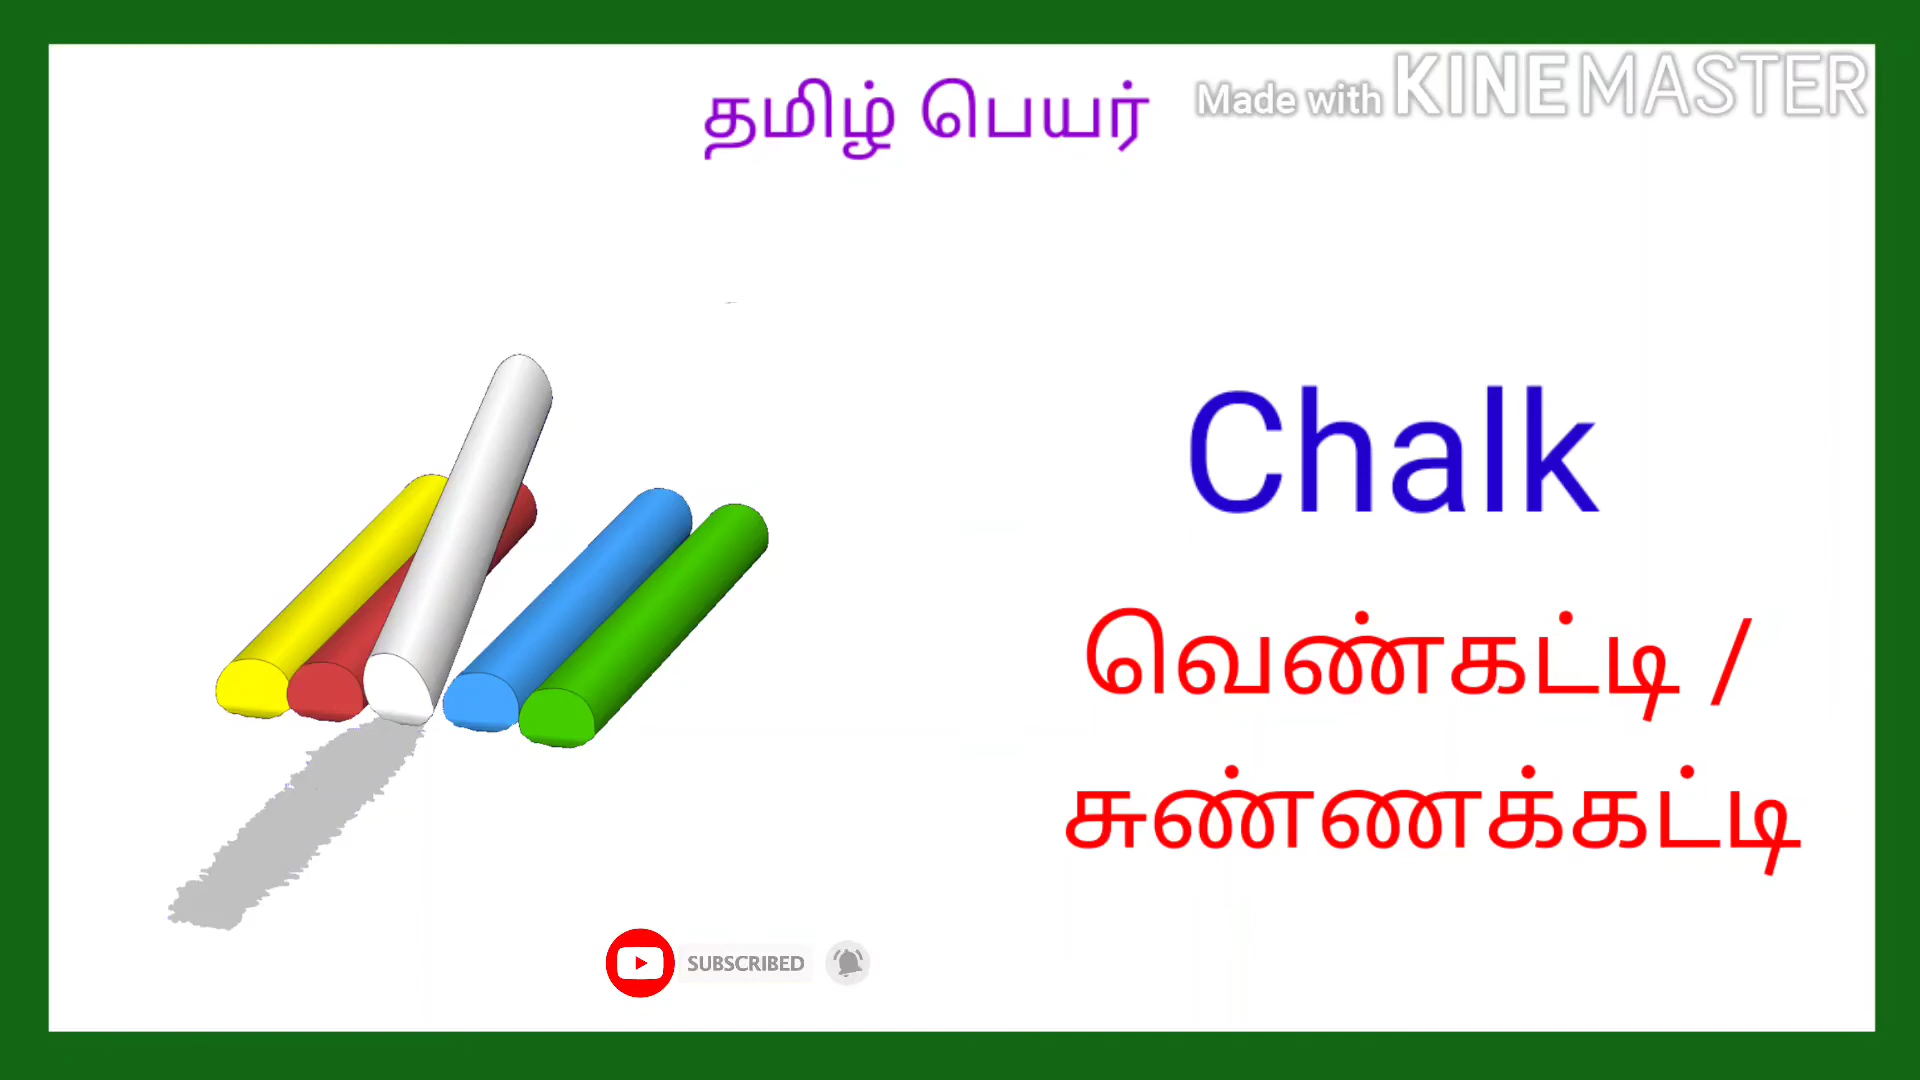 தமிழ் பெயர்
Made with KINEMASTER
Chalk
வெண்கட்டி /
சுண்ணக்கட்டி
SUBSCRIBED